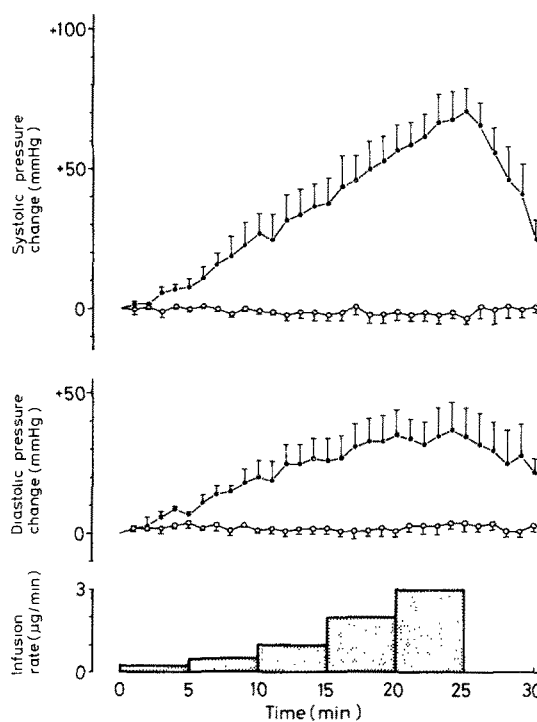 +100
+50
0
Systolic pressure
change (mmHg)
+50
0
Diastolic pressure
change (mmHg)
3
0
Infusion
rate (μg/min)
0 5 10 15 20 25 30
Time (min)